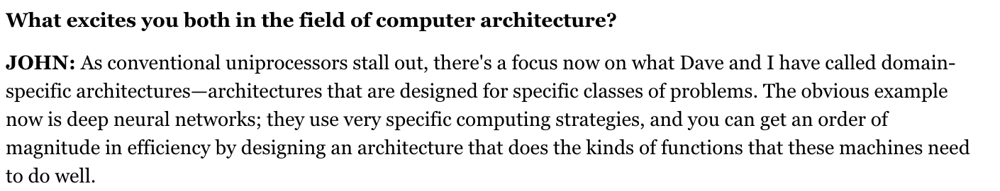 What excites you both in the field of computer architecture?
JOHN: As conventional uniprocessors stall out, there's a focus now on what Dave and I have called domain-
specific architectures—architectures that are designed for specific classes of problems. The obvious example
now is deep neural networks; they use very specific computing strategies, and you can get an order of
magnitude in efficiency by designing an architecture that does the kinds of functions that these machines need
to do well.